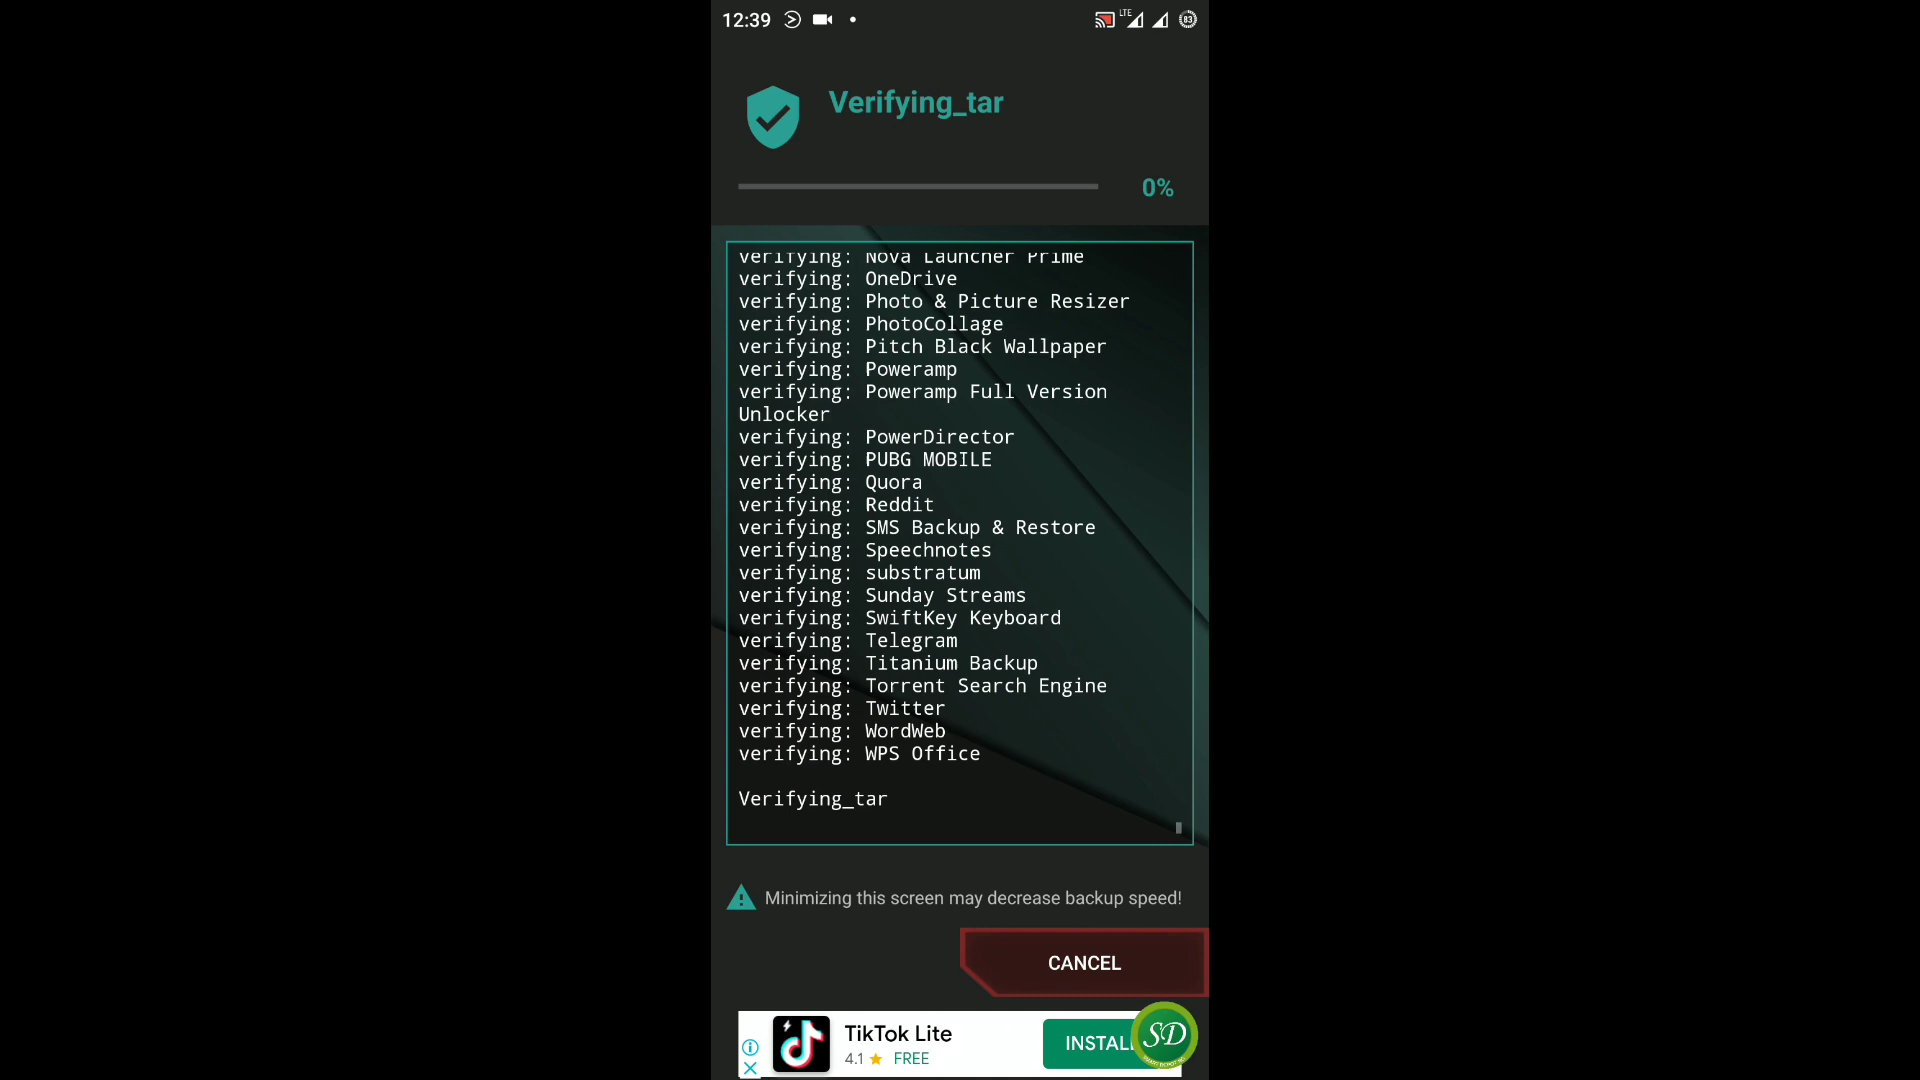 12:39
LTE
83
Verifying_tar
0%
verifying: Nova Launcher Prime
verifying: OneDrive
verifying: Photo & Picture Resizer
verifying: PhotoCollage
verifying: Pitch Black Wallpaper
verifying: Poweramp
verifying: Poweramp Full Version
Unlocker
verifying: PowerDirector
verifying: PUBG MOBILE
verifying: Quora
verifying: Reddit
verifying: SMS Backup & Restore
verifying: Speechnotes
verifying: substratum
verifying: Sunday Streams
verifying: SwiftKey Keyboard
verifying: Telegram
verifying: Titanium Backup
verifying: Torrent Search Engine
verifying: Twitter
verifying: WordWeb
verifying: WPS Office
Verifying_tar
Minimizing this screen may decrease backup speed!
CANCEL
TikTok Lite
4.1 ★ FREE
INSTALL
SD